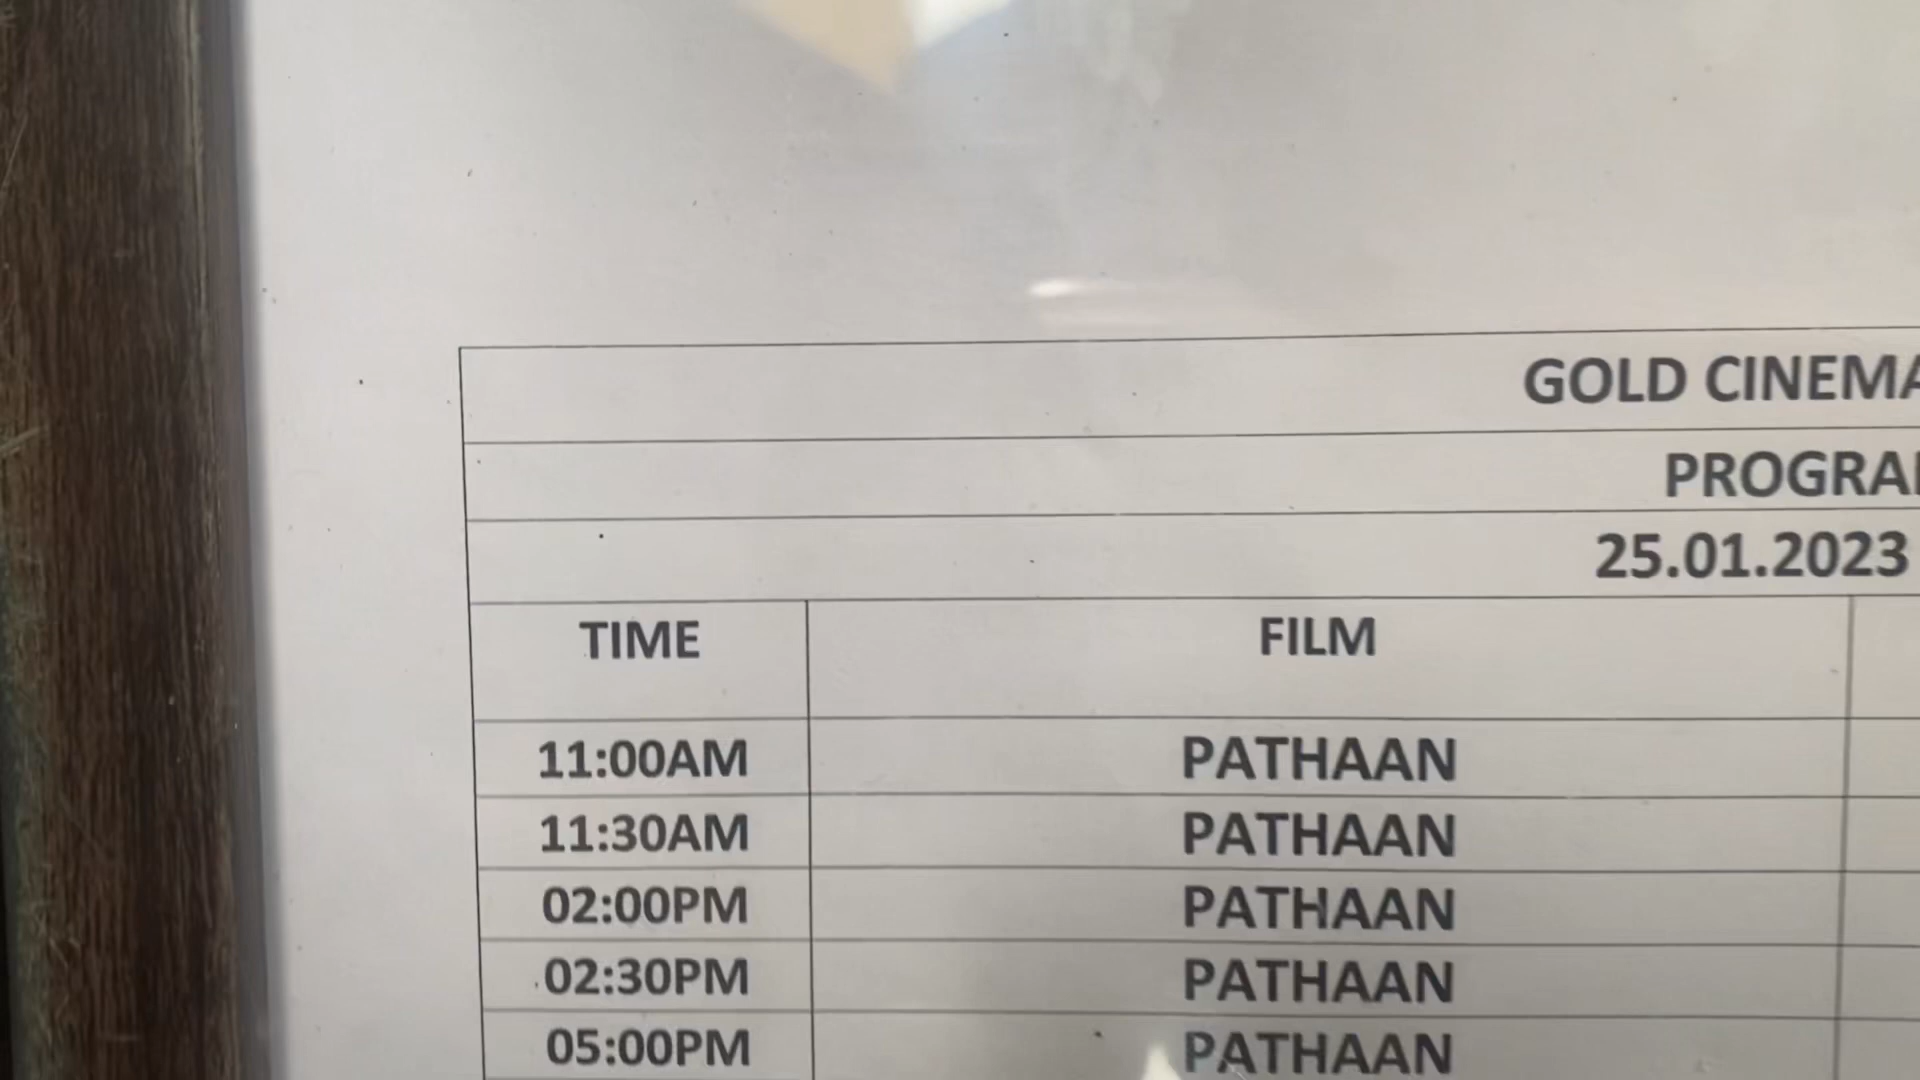 GOLD CINEMA
PROGRA
25.01.2023
TIME FILM
11:00AM PATHAAN
11:30AM PATHAAN
02:00PM PATHAAN
02:30PM PATHAAN
05:00PM PATHAAN